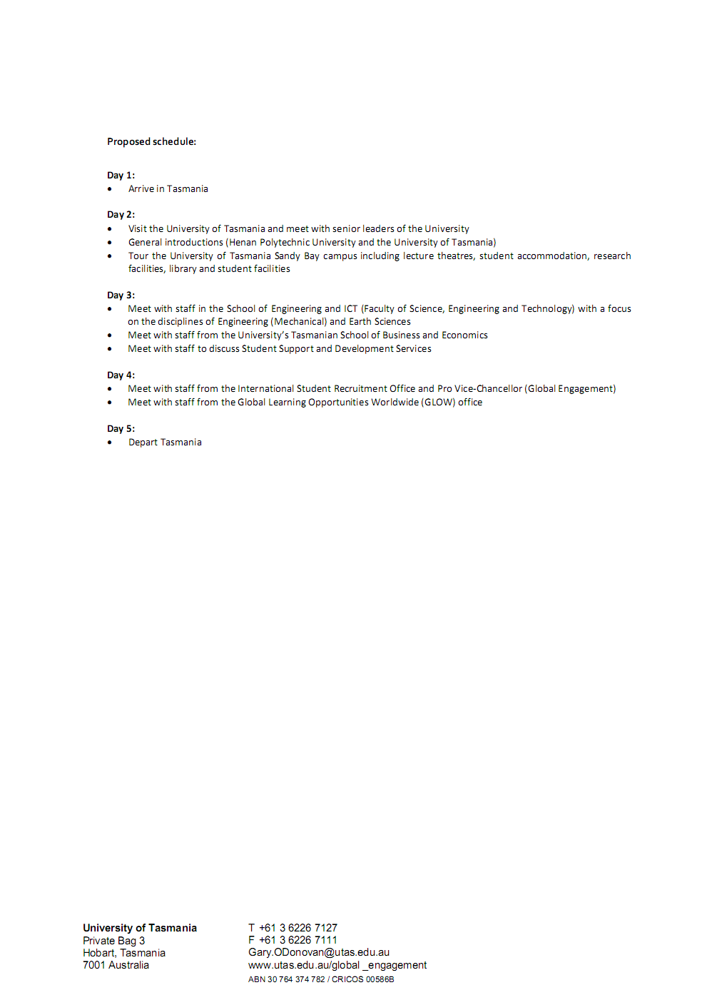 Proposed schedule:
Day 1:
• Arrive in Tasmania
Day 2:
• Visit the University of Tasmania and meet with senior leaders of the University
• General introductions (Henan Polytechnic University and the University of Tasmania)
• Tour the University of Tasmania Sandy Bay campus including lecture theatres, student accommodation, research
facilities, library and student facilities
Day 3:
• Meet with staff in the School of Engineering and ICT (Faculty of Science, Engineering and Technology) with a focus
on the disciplines of Engineering (Mechanical) and Earth Sciences
• Meet with staff from the University’s Tasmanian School of Business and Economics
• Meet with staff to discuss Student Support and Development Services
Day 4:
• Meet with staff from the International Student Recruitment Office and Pro Vice-Chancellor (Global Engagement)
• Meet with staff from the Global Learning Opportunities Worldwide (GLOW) office
Day 5:
• Depart Tasmania
University of Tasmania
Private Bag 3
Hobart, Tasmania
7001 Australia
T +61 3 6226 7127
F +61 3 6226 7111
Gary.ODonovan@utas.edu.au
www.utas.edu.au/global _engagement
ABN 30 764 374 782 / CRICOS 00586B